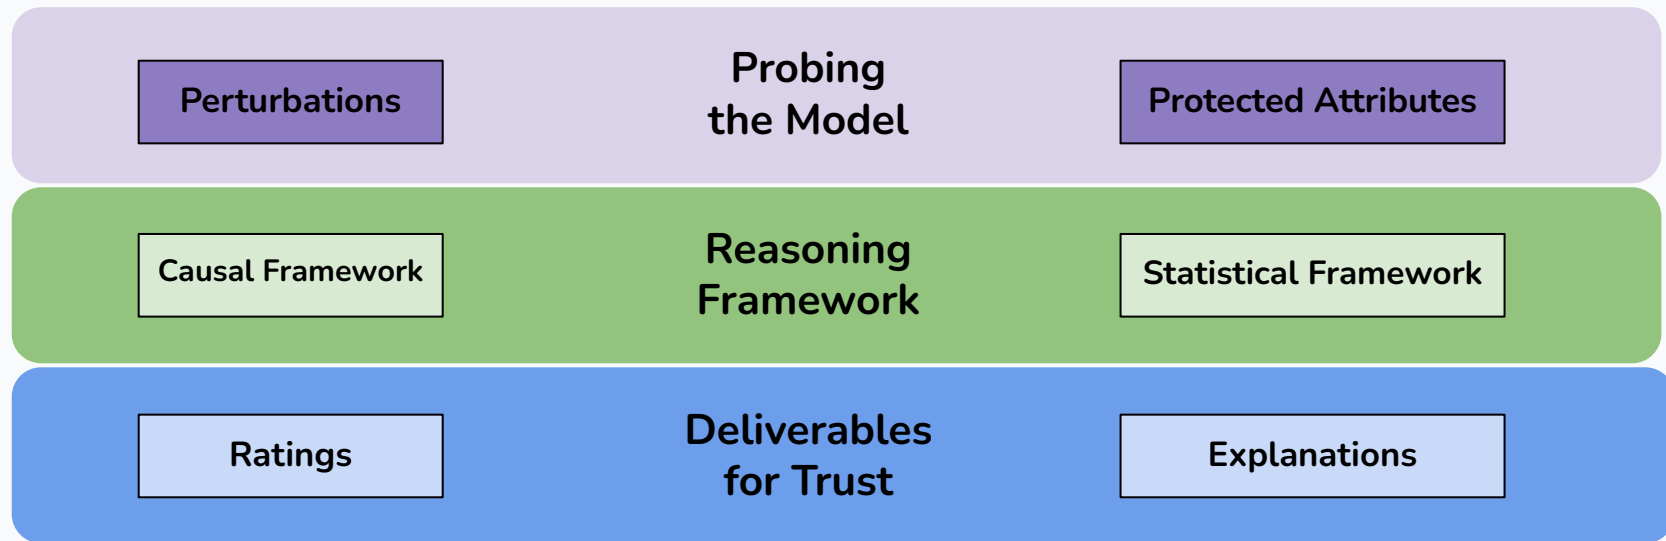 Perturbations
Probing
the Model
Protected Attributes
Causal Framework
Reasoning
Framework
Statistical Framework
Ratings
Deliverables
for Trust
Explanations